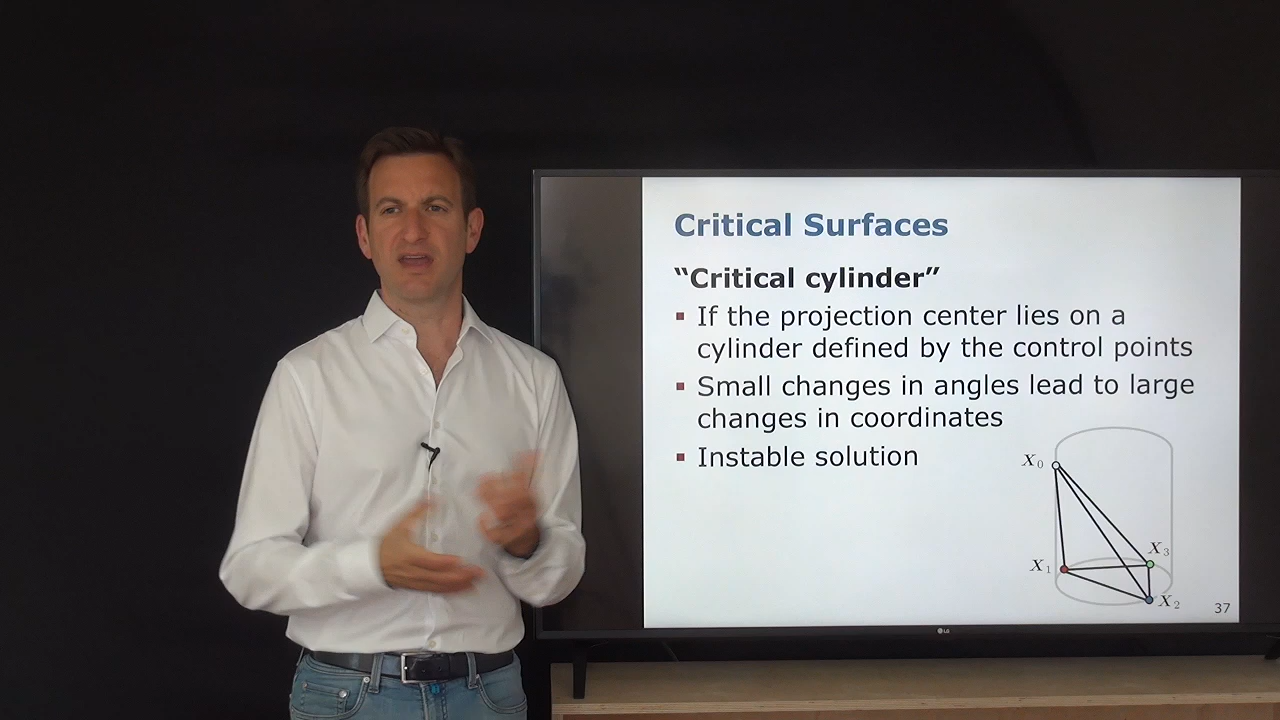 Critical Surfaces
“Critical cylinder”
▪ If the projection center lies on a
cylinder defined by the control points
▪ Small changes in angles lead to large
changes in coordinates
▪ Instable solution
X₀
X₃
X₁
X₂
37
LG